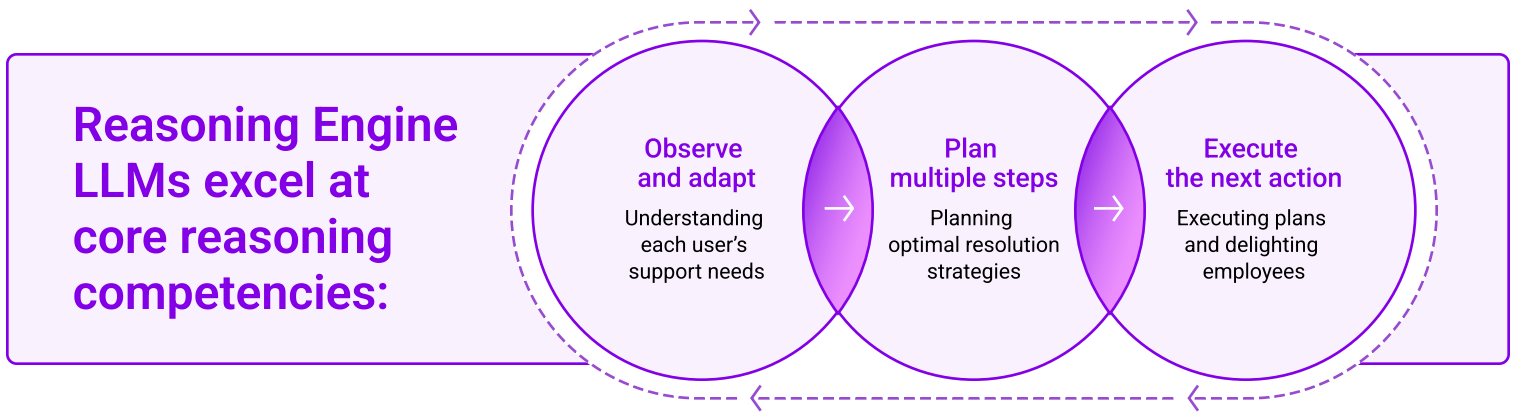 Reasoning Engine
LLMs excel at
core reasoning
competencies:
Observe
and adapt
Understanding
each user’s
support needs
Plan
multiple steps
Planning
optimal resolution
strategies
Execute
the next action
Executing plans
and delighting
employees